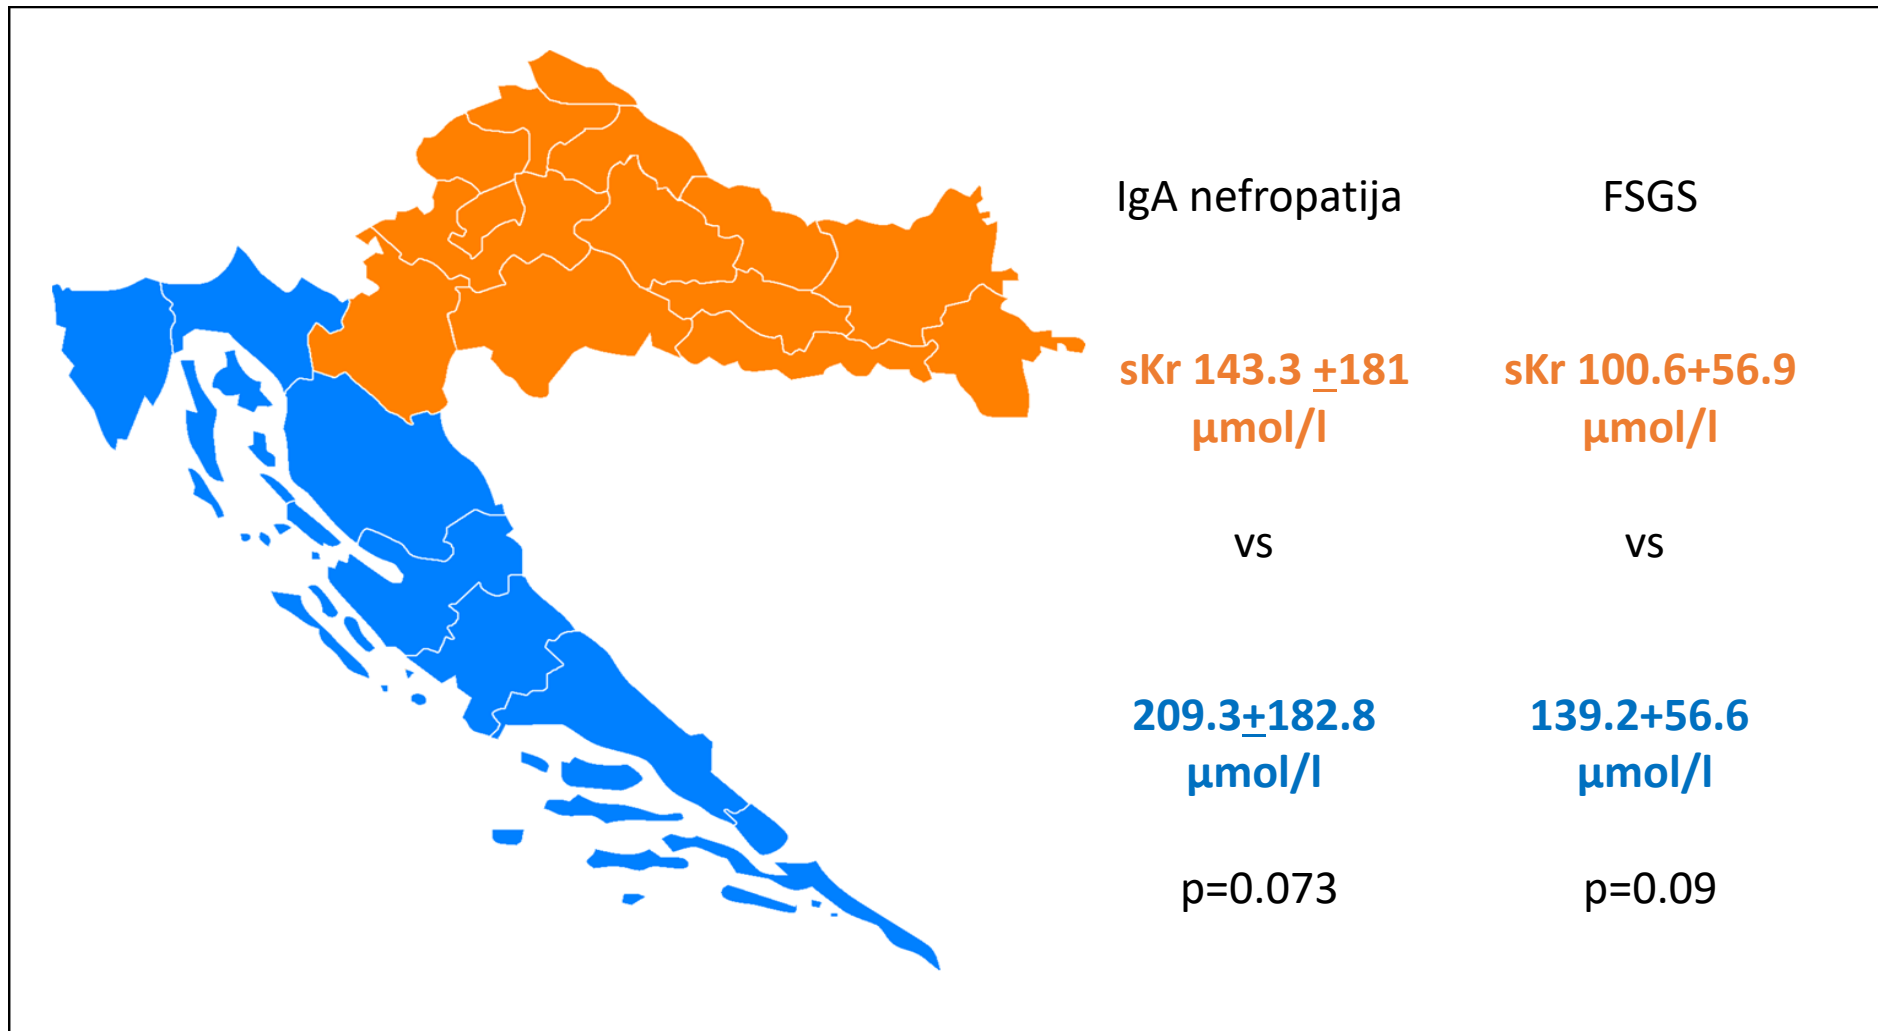 IgA nefropatija
FSGS
sKr 143.3 ±181
µmol/l
sKr 100.6+56.9
µmol/l
vs
vs
209.3±182.8
µmol/l
139.2+56.6
µmol/l
p=0.073
p=0.09